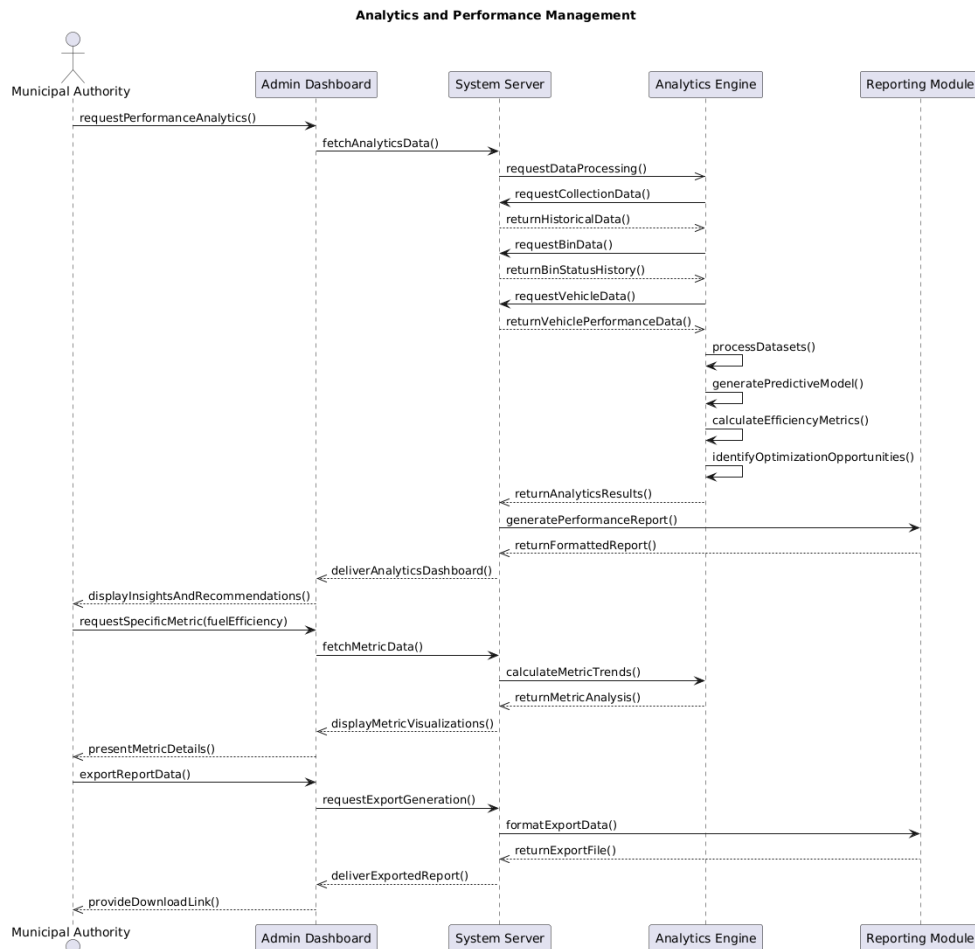 Analytics and Performance Management
Municipal Authority
Admin Dashboard
System Server
Analytics Engine
Reporting Module
requestPerformanceAnalytics()
fetchAnalyticsData()
requestDataProcessing()
requestCollectionData()
returnHistoricalData()
requestBinData()
returnBinStatusHistory()
requestVehicleData()
returnVehiclePerformanceData()
processDatasets()
generatePredictiveModel()
calculateEfficiencyMetrics()
identifyOptimizationOpportunities()
returnAnalyticsResults()
generatePerformanceReport()
returnFormattedReport()
deliverAnalyticsDashboard()
displayInsightsAndRecommendations()
requestSpecificMetric(fuelEfficiency)
fetchMetricData()
calculateMetricTrends()
returnMetricAnalysis()
displayMetricVisualizations()
presentMetricDetails()
exportReportData()
requestExportGeneration()
formatExportData()
returnExportFile()
deliverExportedReport()
provideDownloadLink()
Municipal Authority
Admin Dashboard
System Server
Analytics Engine
Reporting Module